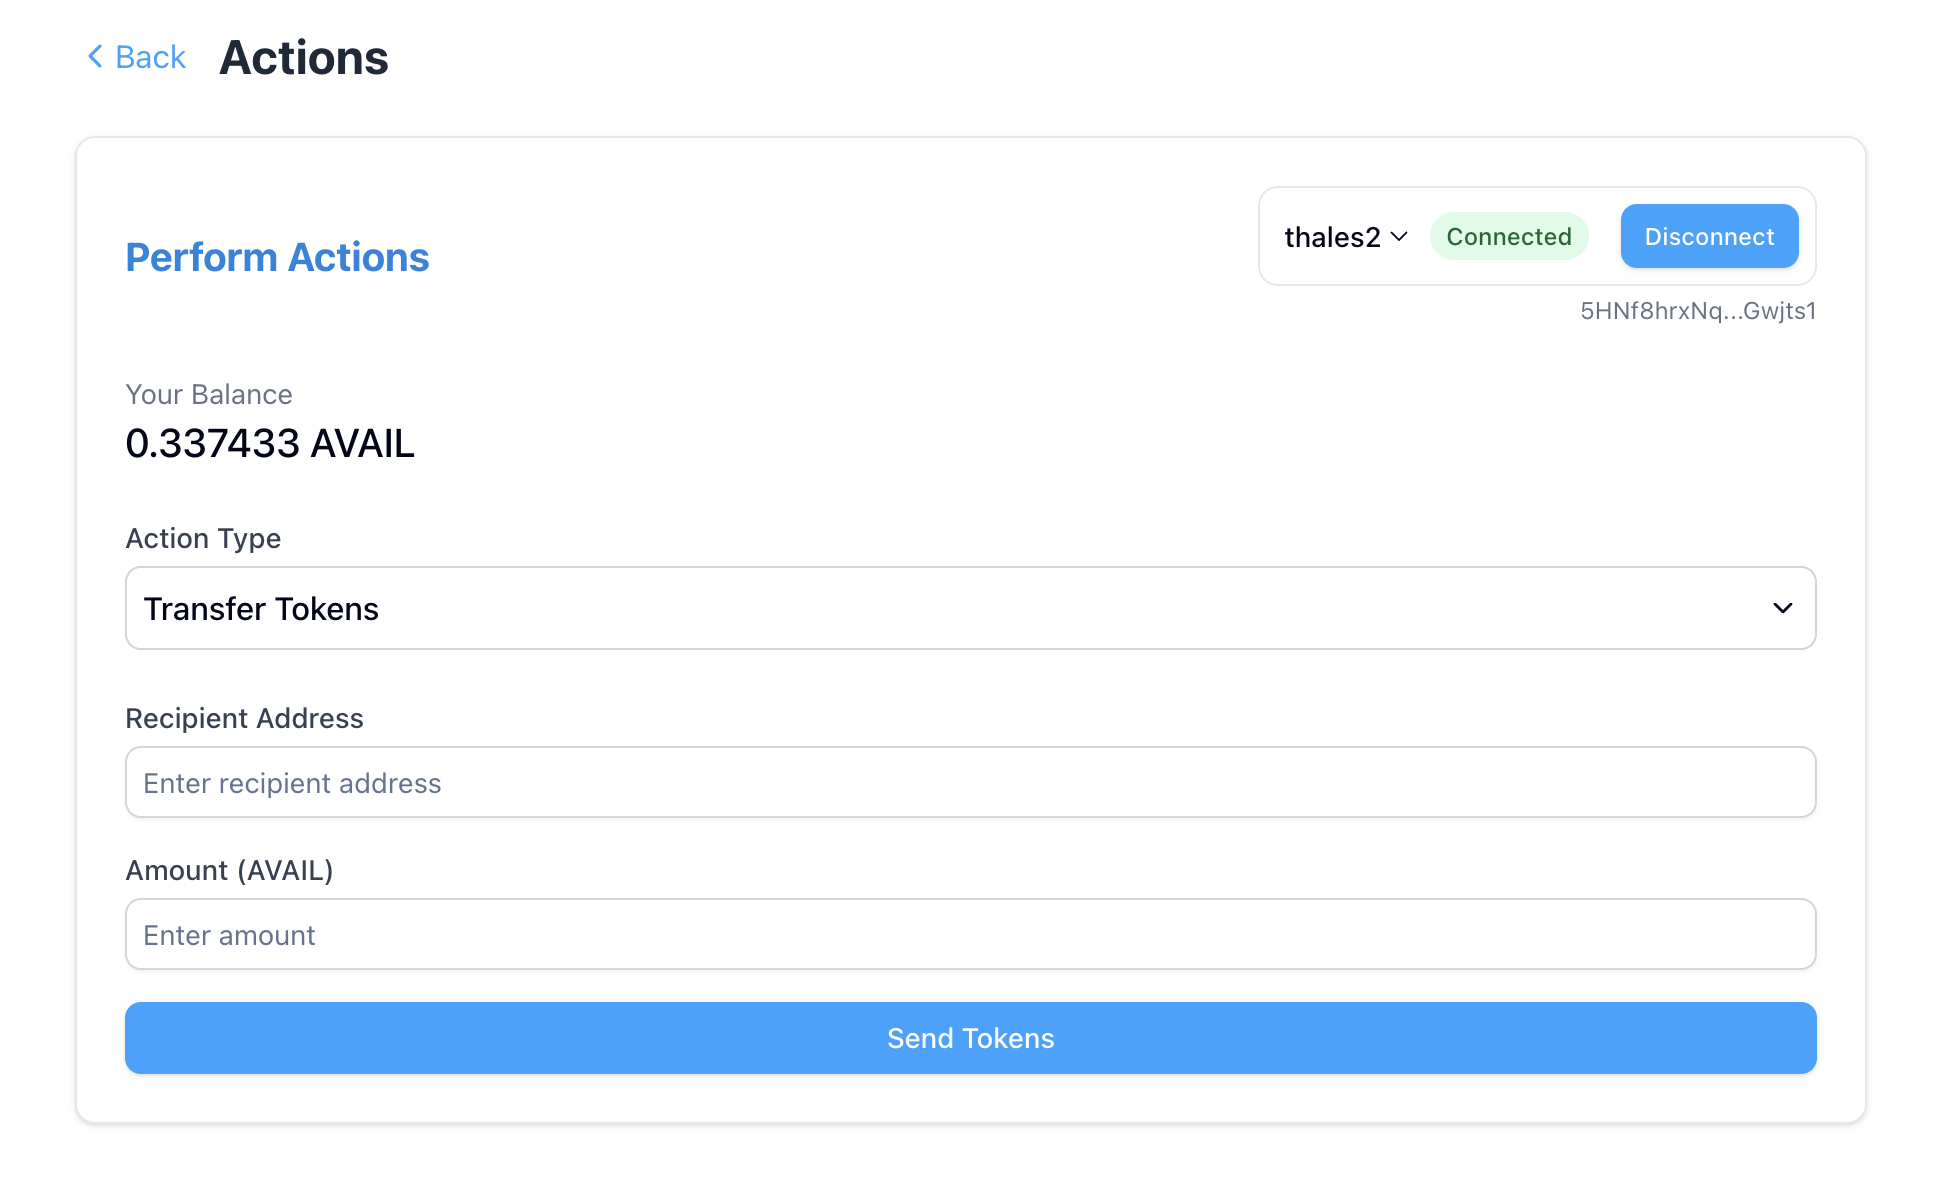 Back Actions
Perform Actions
thales2 Connected Disconnect
5HNf8hrxNq...Gwjts1
Your Balance
0.337433 AVAIL
Action Type
Transfer Tokens
Recipient Address
Enter recipient address
Amount (AVAIL)
Enter amount
Send Tokens